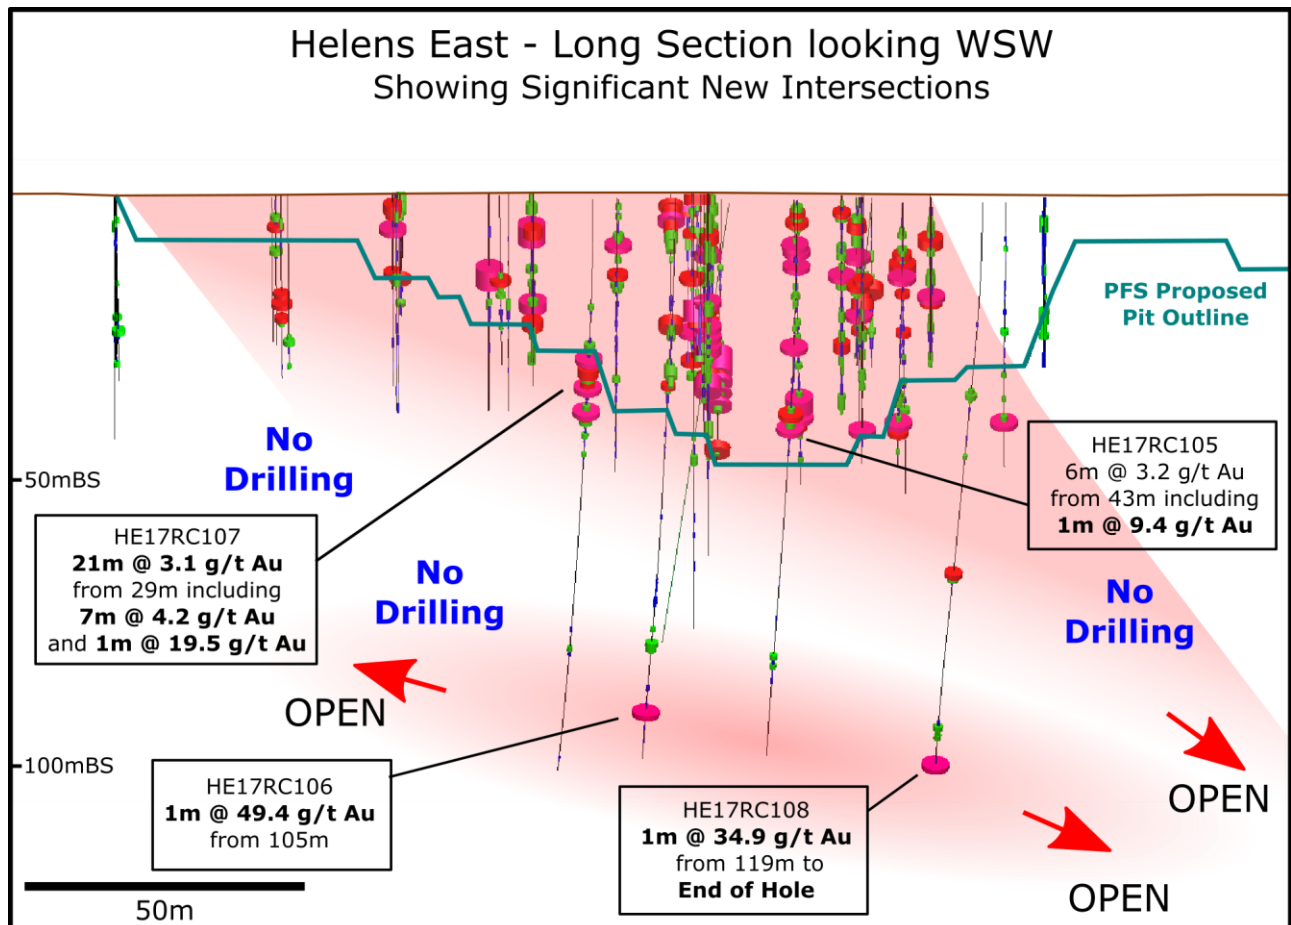 Helens East - Long Section looking WSW
Showing Significant New Intersections
PFS Proposed
Pit Outline
No
Drilling
50mBS
HE17RC105
6m @ 3.2 g/t Au
from 43m including
1m @ 9.4 g/t Au
HE17RC107
21m @ 3.1 g/t Au
from 29m including
7m @ 4.2 g/t Au
and 1m @ 19.5 g/t Au
No
Drilling
No
Drilling
OPEN
100mBS
HE17RC106
1m @ 49.4 g/t Au
from 105m
HE17RC108
1m @ 34.9 g/t Au
from 119m to
End of Hole
OPEN
OPEN
50m